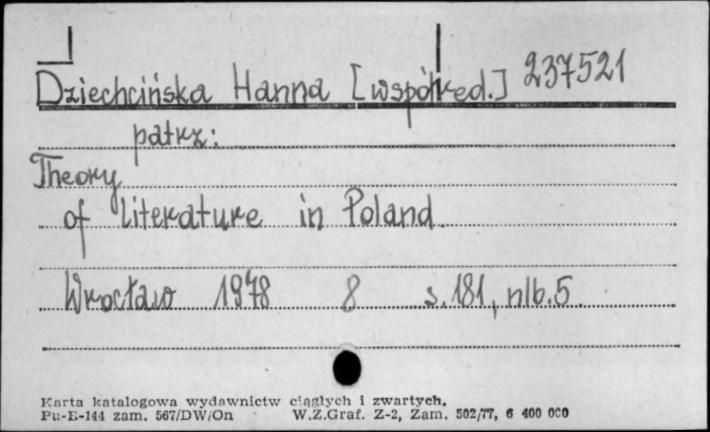 Dziechcińska Hanna [współred.] 237521
patrz:
Theory
of literature in Poland
Wrocław 1978 8 s. 181, nlb. 5
Karta katalogowa wydawnictw ciągłych i zwartych.
Pu-E-144 zam. 567/DW/On W.Z.Graf. Z-2, Zam. 502/77, 6 400 000